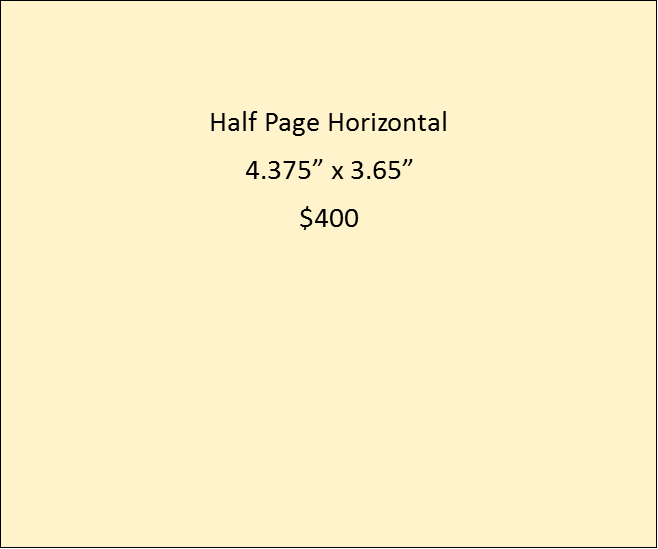 Half Page Horizontal
4.375” x 3.65”
$400